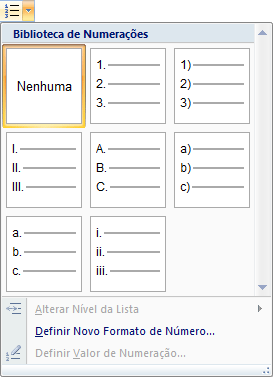 Biblioteca de Numerações
Nenhuma
1.
2.
3.
1)
2)
3)
I.
II.
III.
A.
B.
C.
a)
b)
c)
a.
b.
c.
i.
ii.
iii.
Alterar Nível da Lista
Definir Novo Formato de Número...
Definir Valor de Numeração...